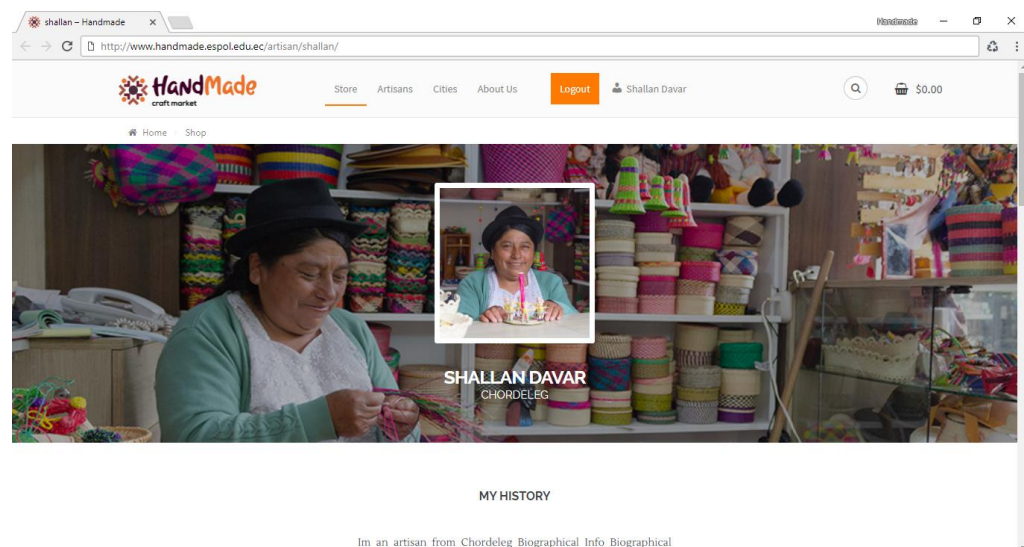 shallan – Handmade
Handmade
http://www.handmade.espol.edu.ec/artisan/shallan/
HandMade
craft market
Store Artisans Cities About Us Logout Shallan Davar $0.00
Home Shop
SHALLAN DAVAR
CHORDELEG
MY HISTORY
Im an artisan from Chordeleg Biographical Info Biographical